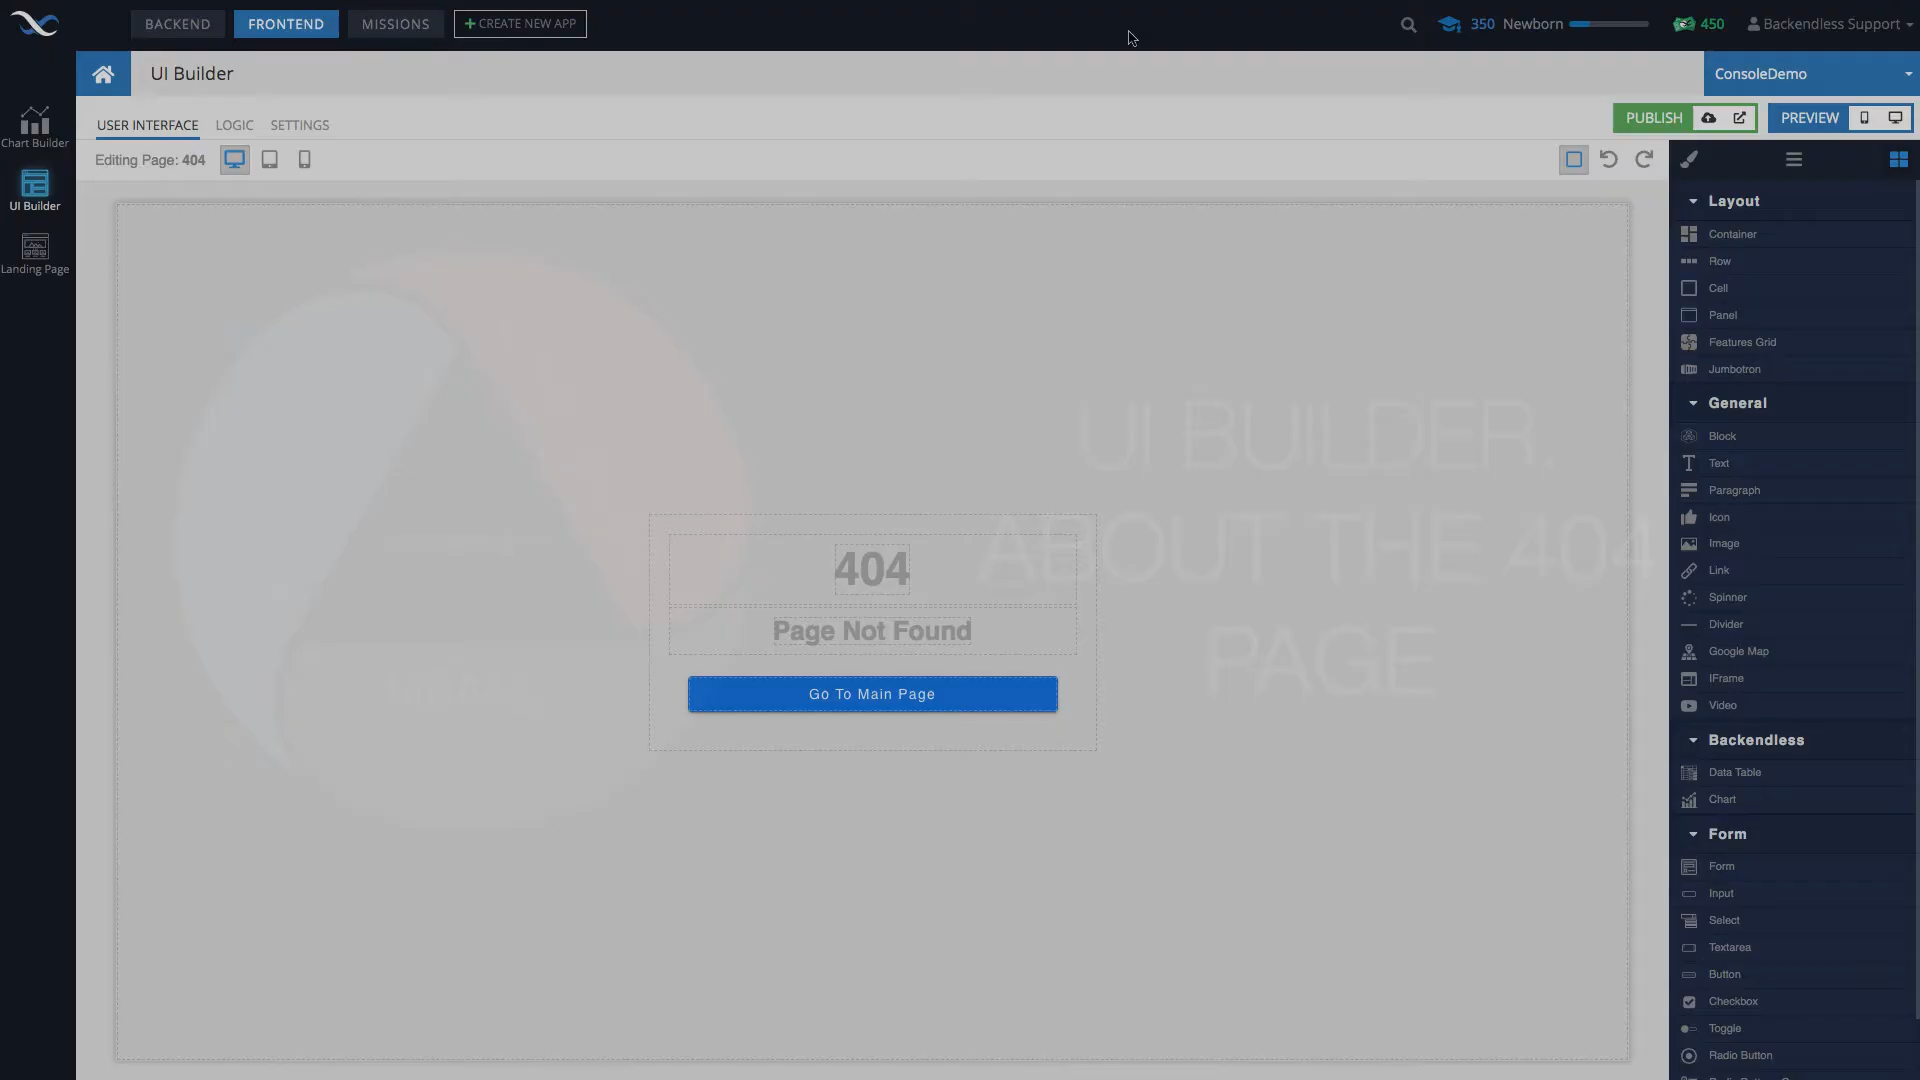 BACKEND
FRONTEND
MISSIONS
+ CREATE NEW APP
350 Newborn
450
Backendless Support
UI Builder
ConsoleDemo
USER INTERFACE
LOGIC
SETTINGS
PUBLISH
PREVIEW
Editing Page: 404
Chart Builder
UI Builder
Landing Page
UI BUILDER.
ABOUT THE 404
PAGE
404
Page Not Found
Go To Main Page
Layout
Container
Row
Cell
Panel
Features Grid
Jumbotron
General
Block
Text
Paragraph
Icon
Image
Link
Spinner
Divider
Google Map
IFrame
Video
Backendless
Data Table
Chart
Form
Form
Input
Select
Textarea
Button
Checkbox
Toggle
Radio Button